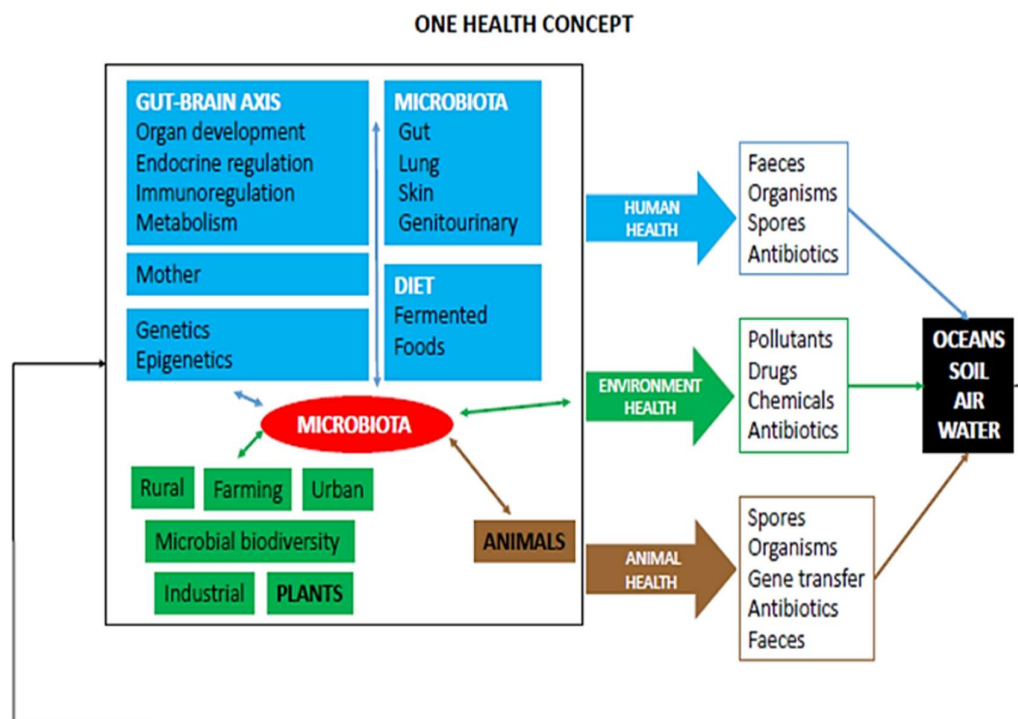 ONE HEALTH CONCEPT
GUT-BRAIN AXIS
Organ development
Endocrine regulation
Immunoregulation
Metabolism
Mother
Genetics
Epigenetics
MICROBIOTA
Gut
Lung
Skin
Genitourinary
DIET
Fermented
Foods
MICROBIOTA
Rural
Farming
Urban
Microbial biodiversity
Industrial
PLANTS
ANIMALS
HUMAN
HEALTH
Faeces
Organisms
Spores
Antibiotics
ENVIRONMENT
HEALTH
Pollutants
Drugs
Chemicals
Antibiotics
ANIMAL
HEALTH
Spores
Organisms
Gene transfer
Antibiotics
Faeces
OCEANS
SOIL
AIR
WATER